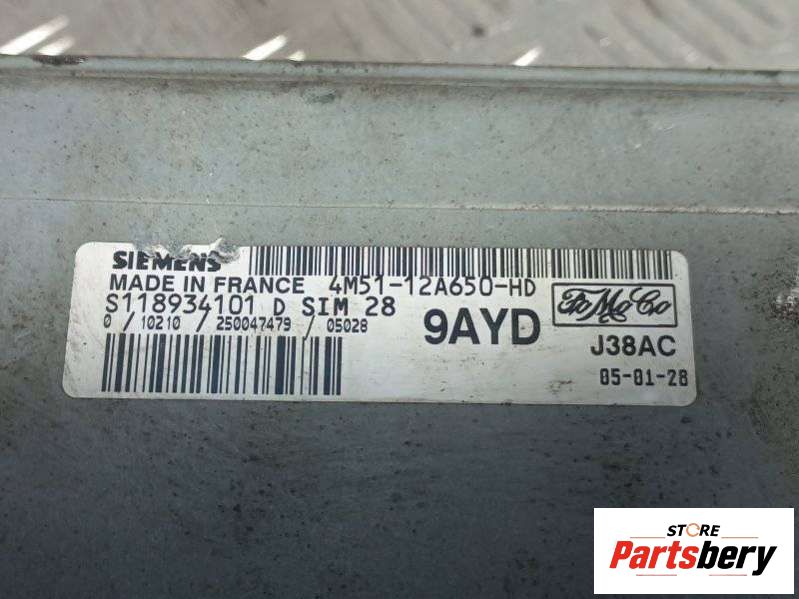 SIEMENS
MADE IN FRANCE 4M51-12A650-HD
S118934101 D SIM 28
0 / 10210 / 250047479 / 05028
9AYD
FoMoCo
J38AC
05-01-28
STORE
Partsbery